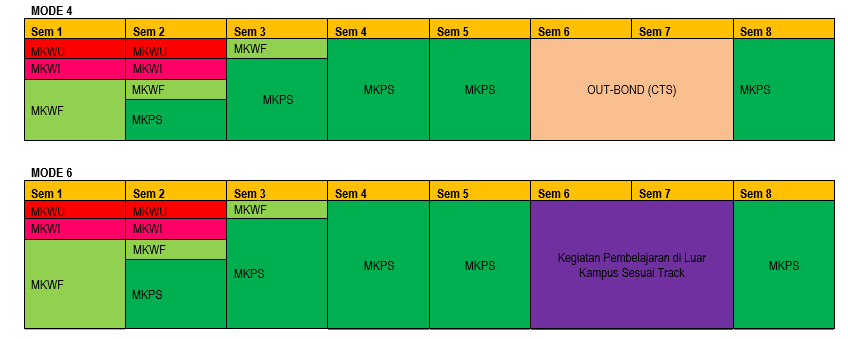 MODE 4
Sem 1 Sem 2 Sem 3 Sem 4 Sem 5 Sem 6 Sem 7 Sem 8
MKWU MKWU MKWF MKPS MKPS OUT-BOND (CTS) MKPS
MKWI MKWI MKPS
MKWF MKWF
MKPS
MODE 6
Sem 1 Sem 2 Sem 3 Sem 4 Sem 5 Sem 6 Sem 7 Sem 8
MKWU MKWU MKWF MKPS MKPS Kegiatan Pembelajaran di Luar
Kampus Sesuai Track MKPS
MKWI MKWI MKPS
MKWF MKWF
MKPS